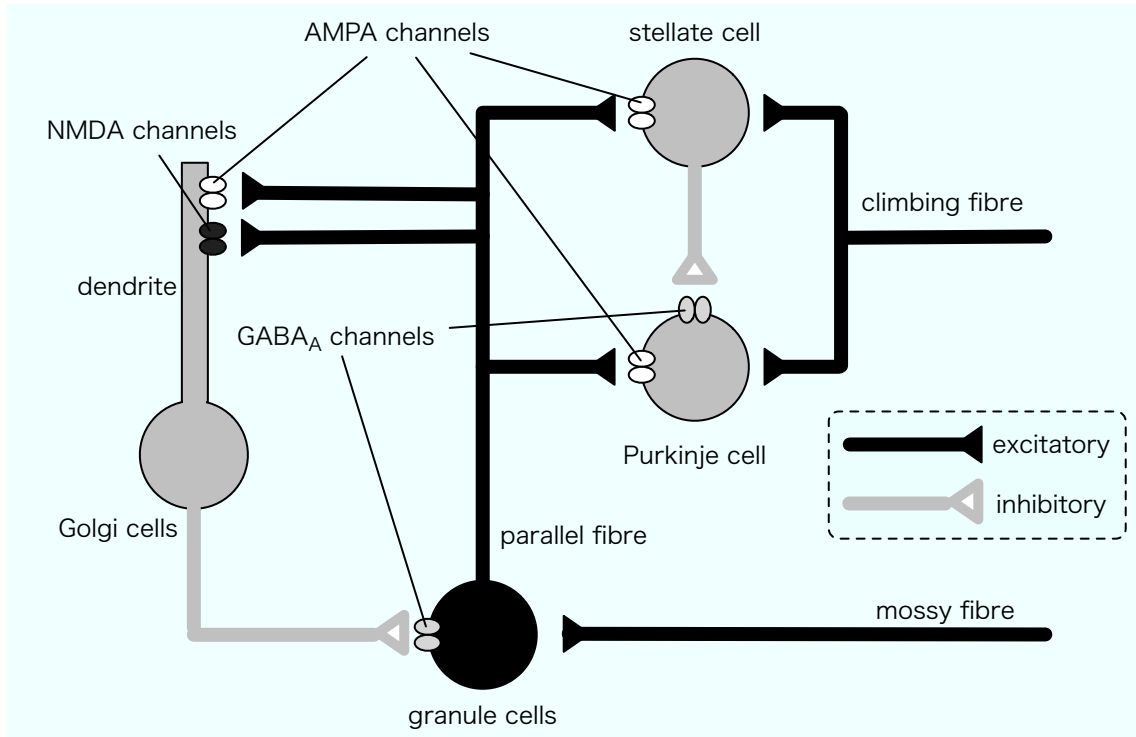 AMPA channels
stellate cell
NMDA channels
climbing fibre
dendrite
GABA_A channels
Purkinje cell
excitatory
inhibitory
Golgi cells
parallel fibre
mossy fibre
granule cells